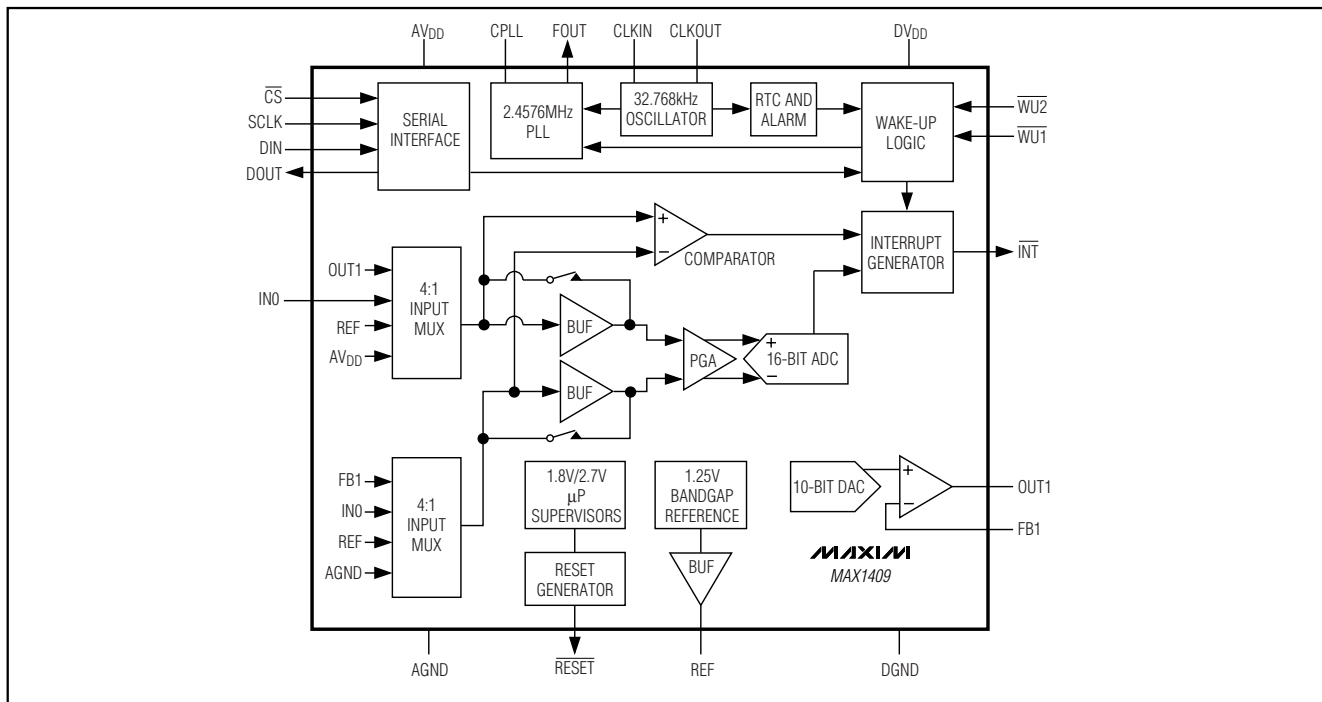 AVDD
CPLL
FOUT
CLKIN
CLKOUT
DVDD
CS
SCLK
DIN
DOUT
SERIAL
INTERFACE
2.4576MHz
PLL
32.768kHz
OSCILLATOR
RTC AND
ALARM
WAKE-UP
LOGIC
WU2
WU1
+
−
COMPARATOR
INTERRUPT
GENERATOR
INT
OUT1
IN0
REF
AVDD
4:1
INPUT
MUX
BUF
BUF
PGA
+
−
16-BIT ADC
FB1
IN0
REF
AGND
4:1
INPUT
MUX
1.8V/2.7V
µP
SUPERVISORS
RESET
GENERATOR
1.25V
BANDGAP
REFERENCE
BUF
10-BIT DAC
+
−
OUT1
FB1
MAXIM
MAX1409
AGND
RESET
REF
DGND